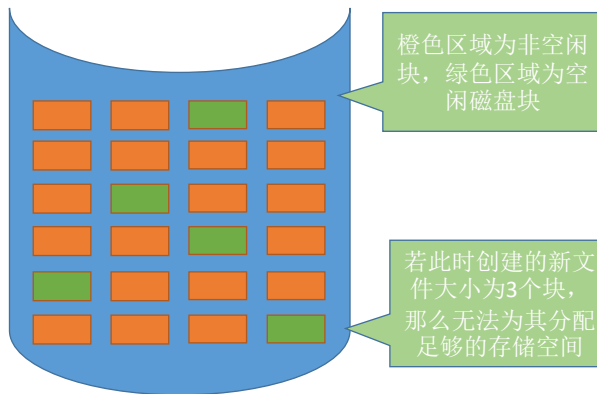 橙色区域为非空闲
块，绿色区域为空
闲磁盘块
若此时创建的新文
件大小为3个块，
那么无法为其分配
足够的存储空间